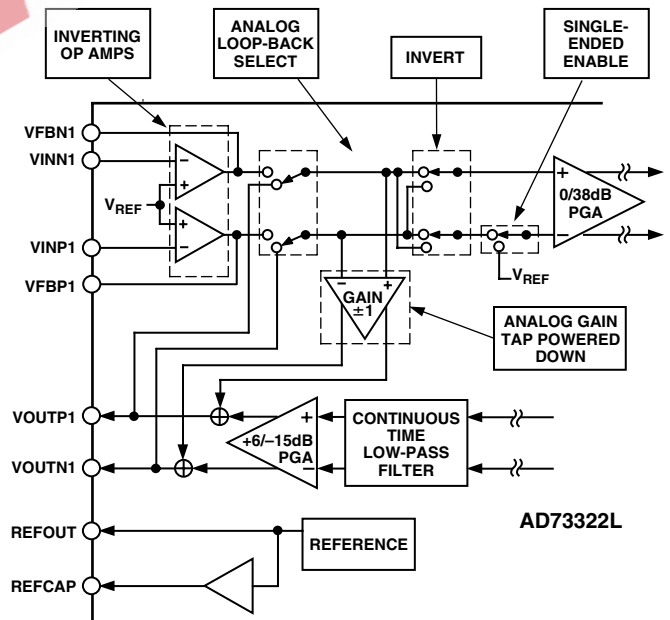 INVERTING
OP AMPS
ANALOG
LOOP-BACK
SELECT
INVERT
SINGLE-
ENDED
ENABLE
VFBN1
VINN1
VREF
VINP1
VFBP1
–
+
+
–
+
0/38dB
PGA
–
VREF
–
+
GAIN
±1
ANALOG GAIN
TAP POWERED
DOWN
VOUTP1
VOUTN1
+
+6/–15dB
PGA
–
CONTINUOUS
TIME
LOW-PASS
FILTER
AD73322L
REFOUT
REFERENCE
REFCAP